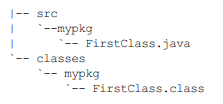 |-- src
|   `--mypkg
|       `-- FirstClass.java
`-- classes
    `-- mypkg
        `-- FirstClass.class